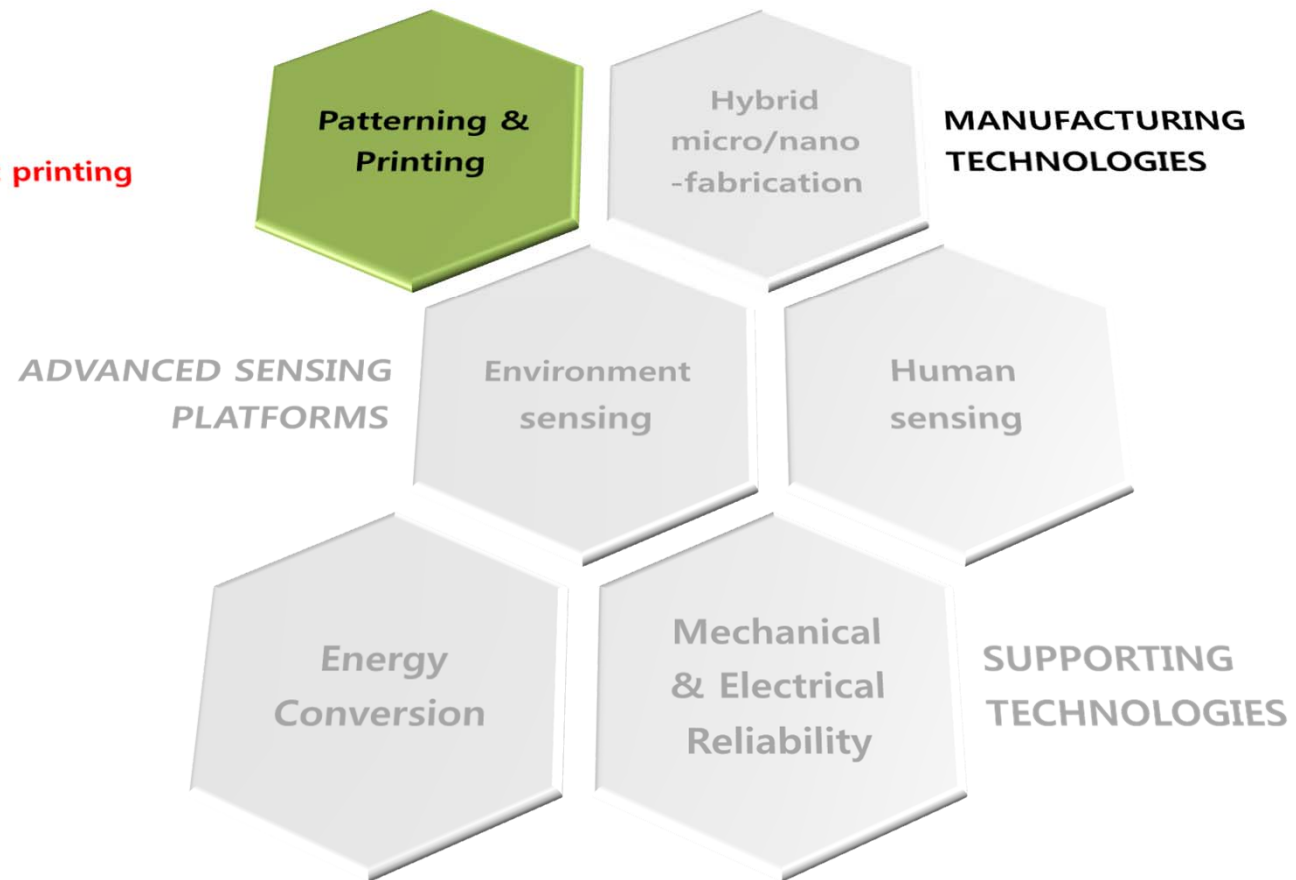 Patterning &
Printing
Hybrid
micro/nano
-fabrication
MANUFACTURING
TECHNOLOGIES
printing
ADVANCED SENSING
PLATFORMS
Environment
sensing
Human
sensing
Energy
Conversion
Mechanical
& Electrical
Reliability
SUPPORTING
TECHNOLOGIES